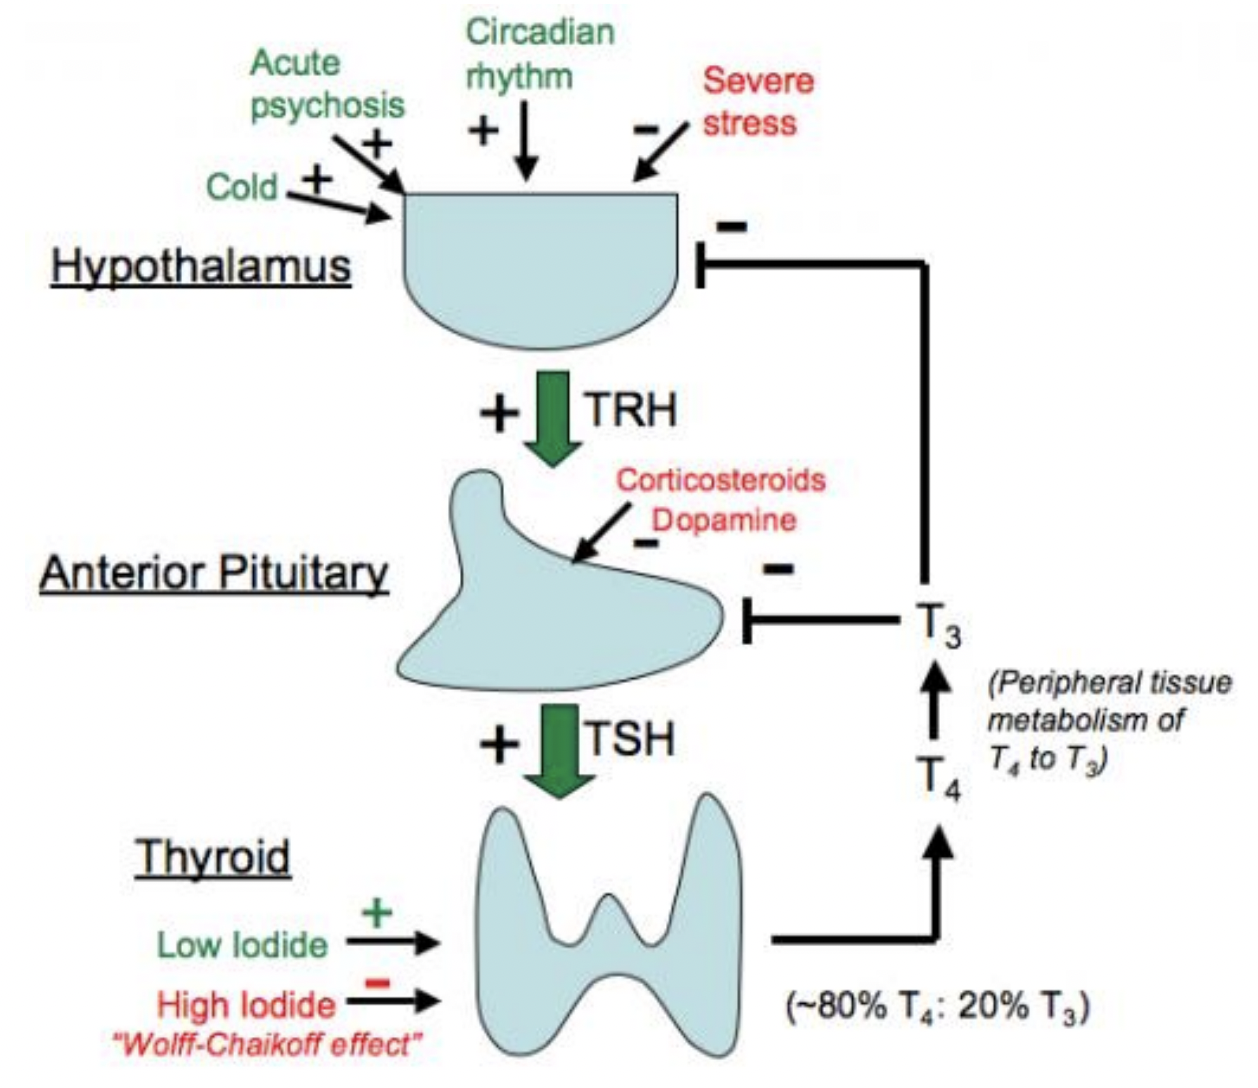 Circadian
rhythm
Acute
psychosis
Severe
stress
+
+
-
Cold
+
-
Hypothalamus
+ TRH
Corticosteroids
Dopamine
-
Anterior Pituitary
-
T₃
(Peripheral tissue
metabolism of
T₄ to T₃)
+ TSH
T₄
Thyroid
+
Low Iodide
-
High Iodide
"Wolff-Chaikoff effect"
(~80% T₄: 20% T₃)